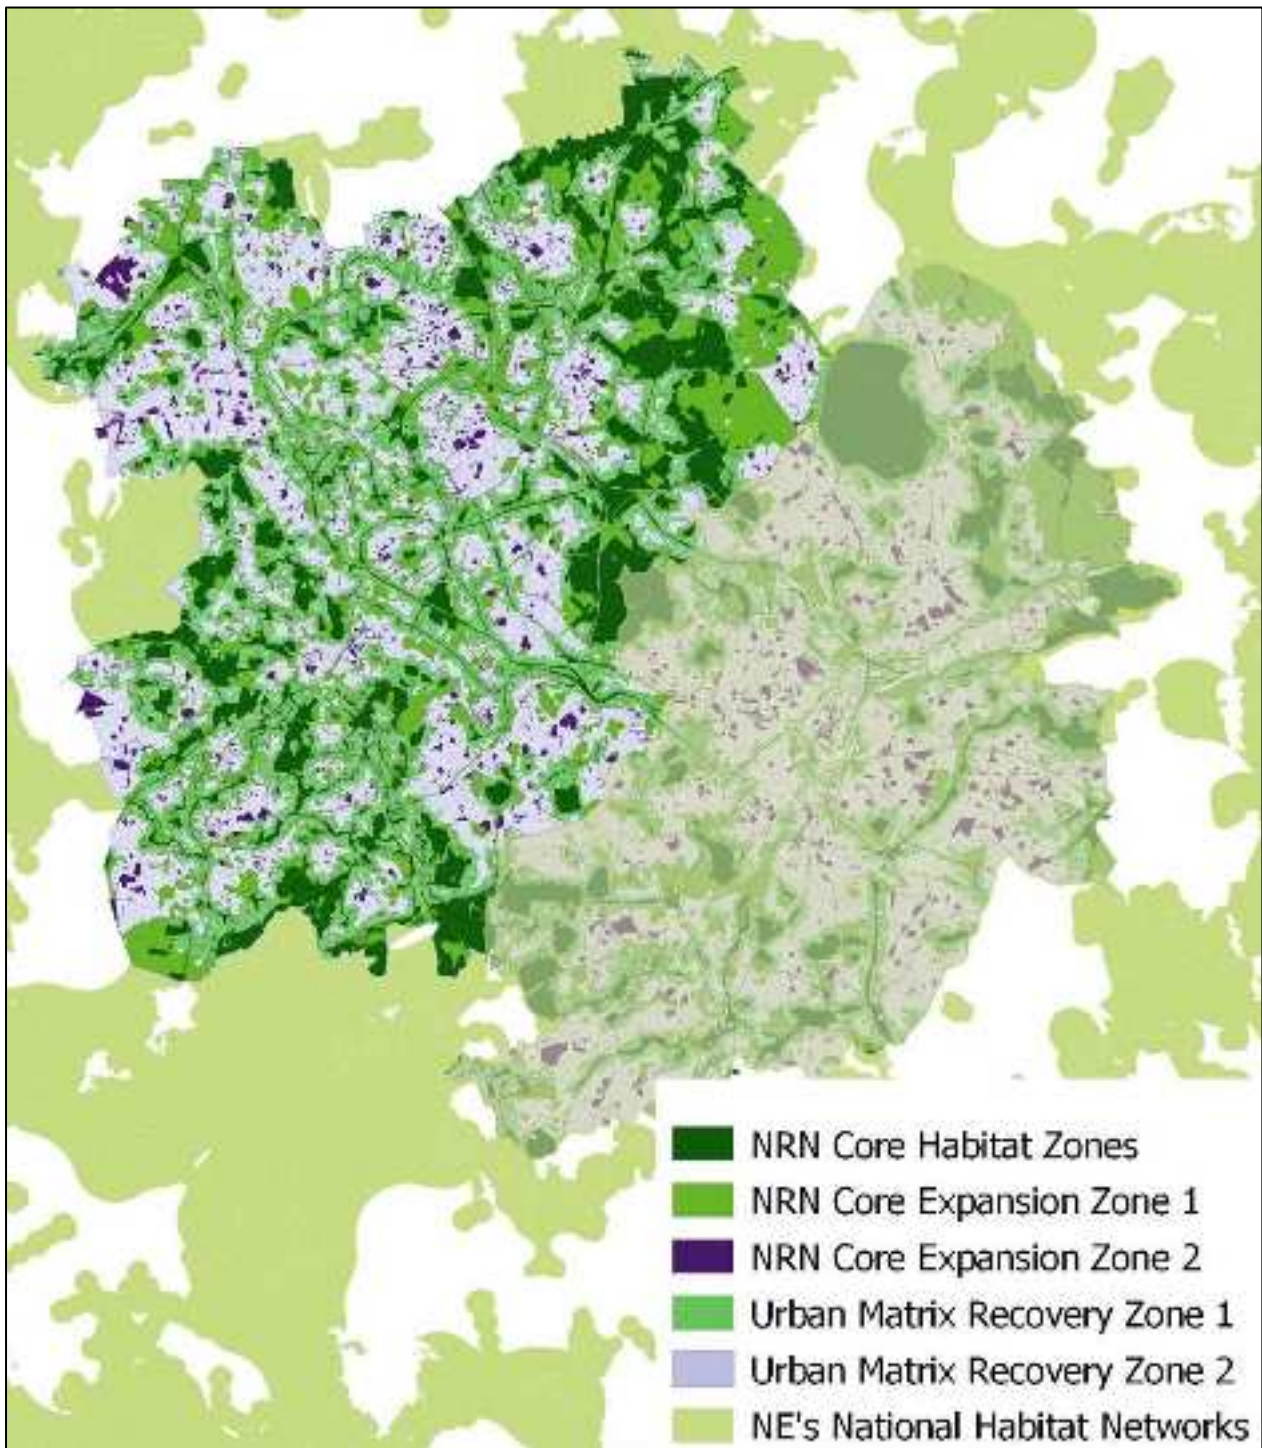 NRN Core Habitat Zones
NRN Core Expansion Zone 1
NRN Core Expansion Zone 2
Urban Matrix Recovery Zone 1
Urban Matrix Recovery Zone 2
NE's National Habitat Networks